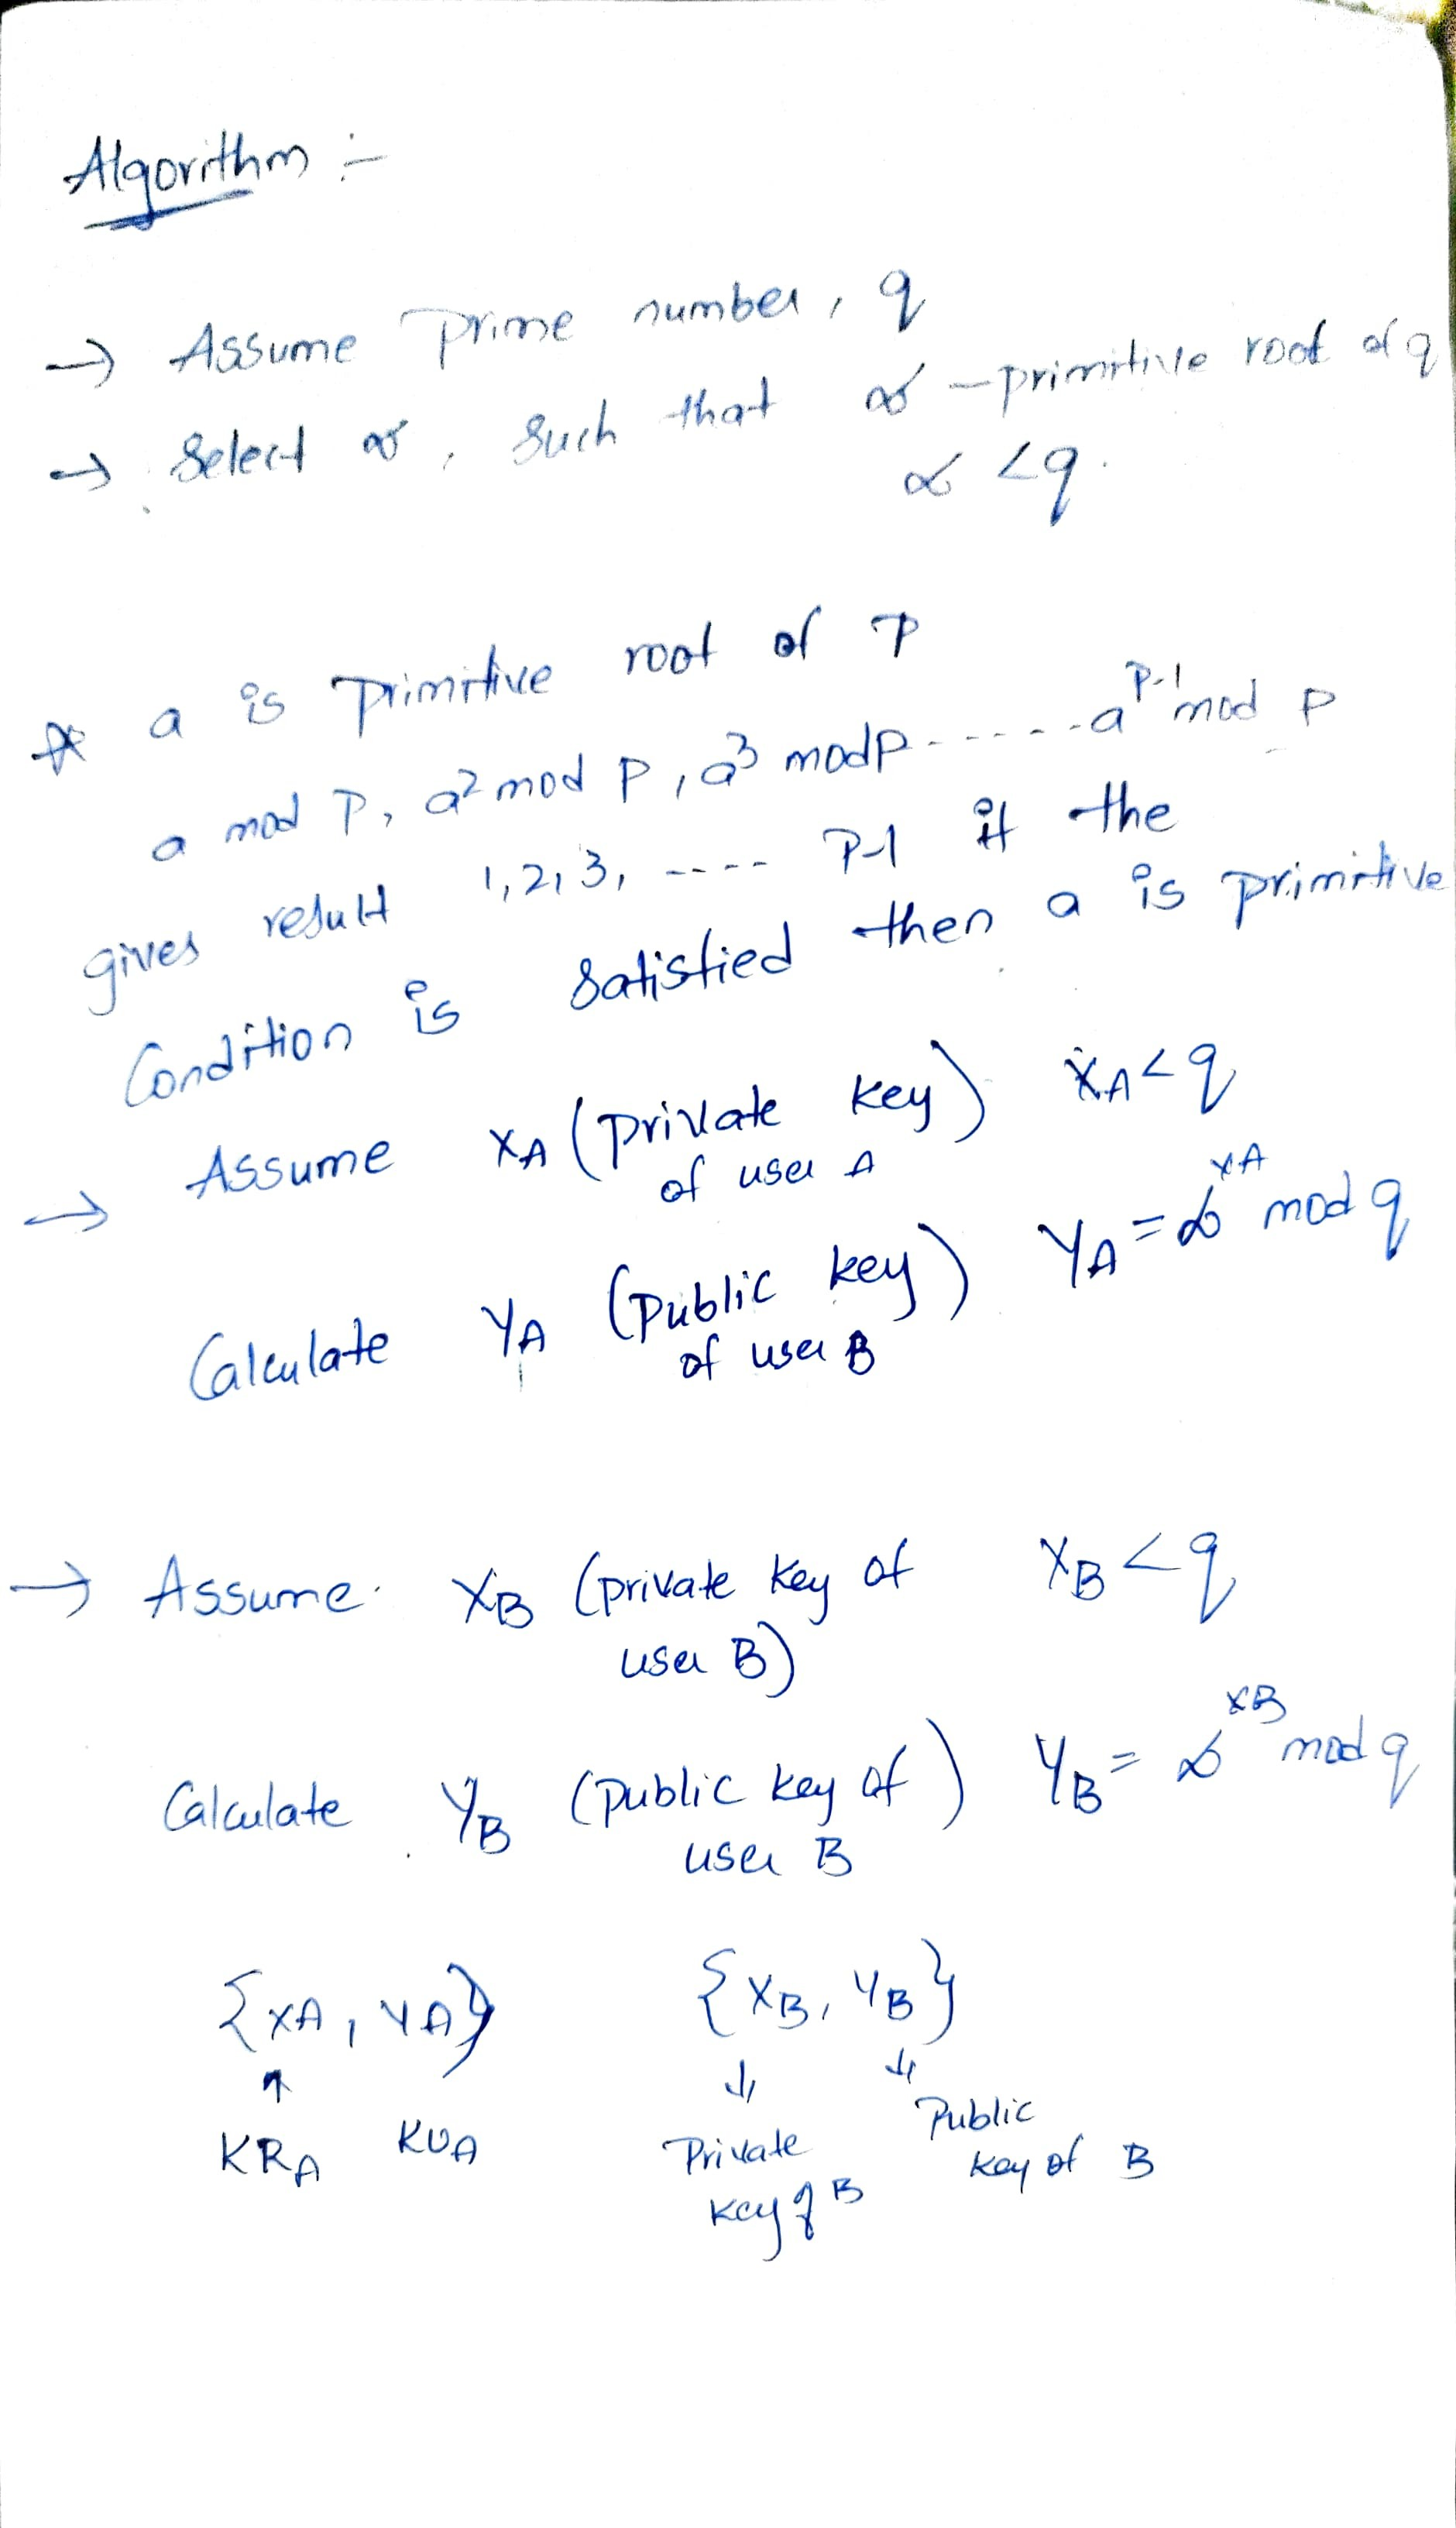 Algorithm :-
→ Assume prime number, q
→ Select α, such that α - primitive root of q
α < q.
* a is primitive root of P
a mod P, a² mod P, a³ mod P ------ a^P-1 mod P
gives result 1, 2, 3, ---- P-1 if the
Condition is satisfied then a is primitive
→ Assume XA (private key) XA < q
of user A
Calculate YA (Public key) YA = α^XA mod q
of user B
→ Assume XB (private key of XB < q
user B)
Calculate YB (Public key of) YB = α^XB mod q
user B
{XA, YA} {XB, YB}
↑ ↓ ↓
KRA KUA Private Public
key of B key of B